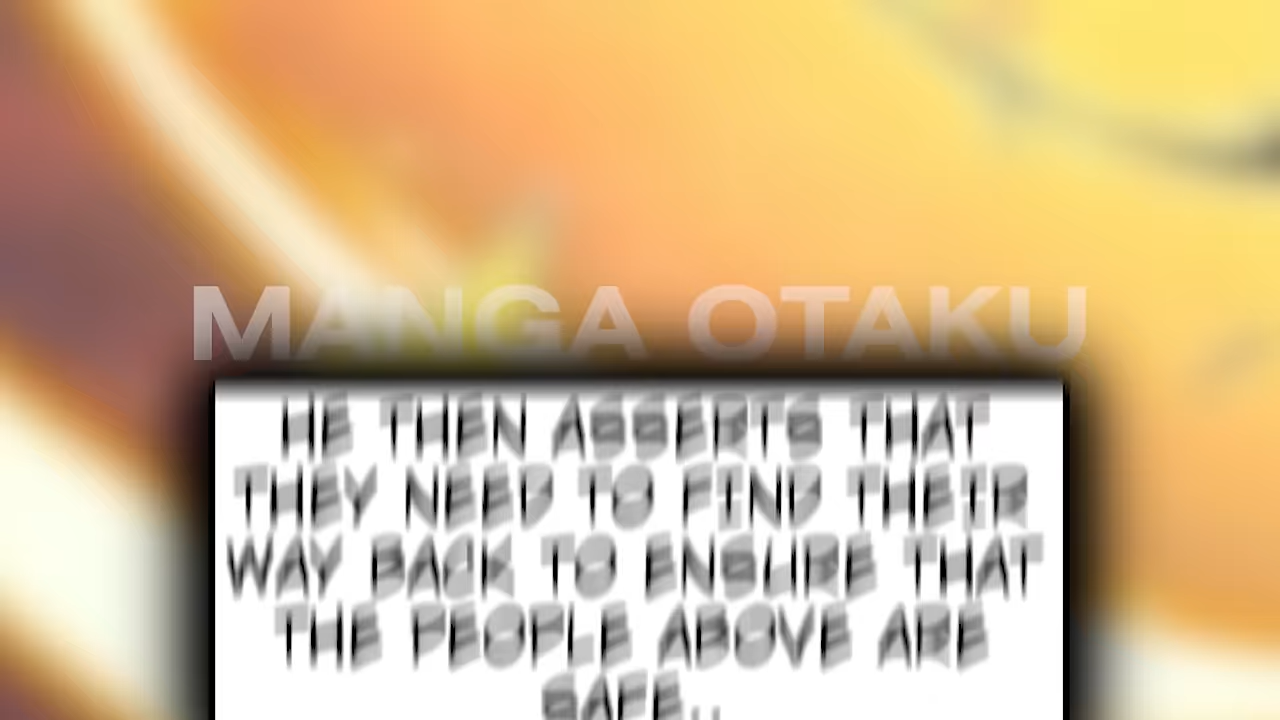 MANGA OTAKU
HE THEN ASSERTS THAT
THEY NEED TO FIND THEIR
WAY BACK TO ENSURE THAT
THE PEOPLE ABOVE ARE
SAFE..